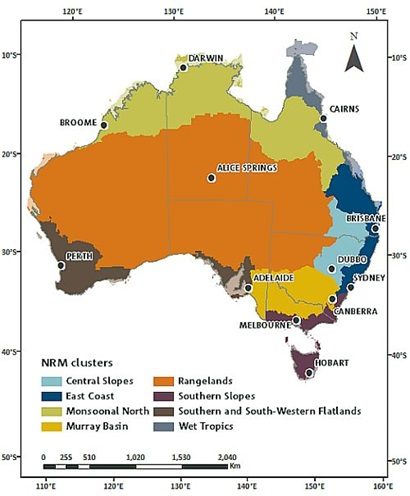 120°E 130°E 140°E 150°E
N
10°S 10°S
DARWIN
CAIRNS
BROOME
20°S 20°S
ALICE SPRINGS
BRISBANE
30°S 30°S
PERTH
DUBBO
ADELAIDE
SYDNEY
CANBERRA
MELBOURNE
40°S 40°S
HOBART
NRM clusters
Central Slopes Rangelands
East Coast Southern Slopes
Monsoonal North Southern and South-Western Flatlands
Murray Basin Wet Tropics
0 255 510 1,020 1,530 2,040
Km
50°S 50°S
110°E 120°E 130°E 140°E 150°E 160°E